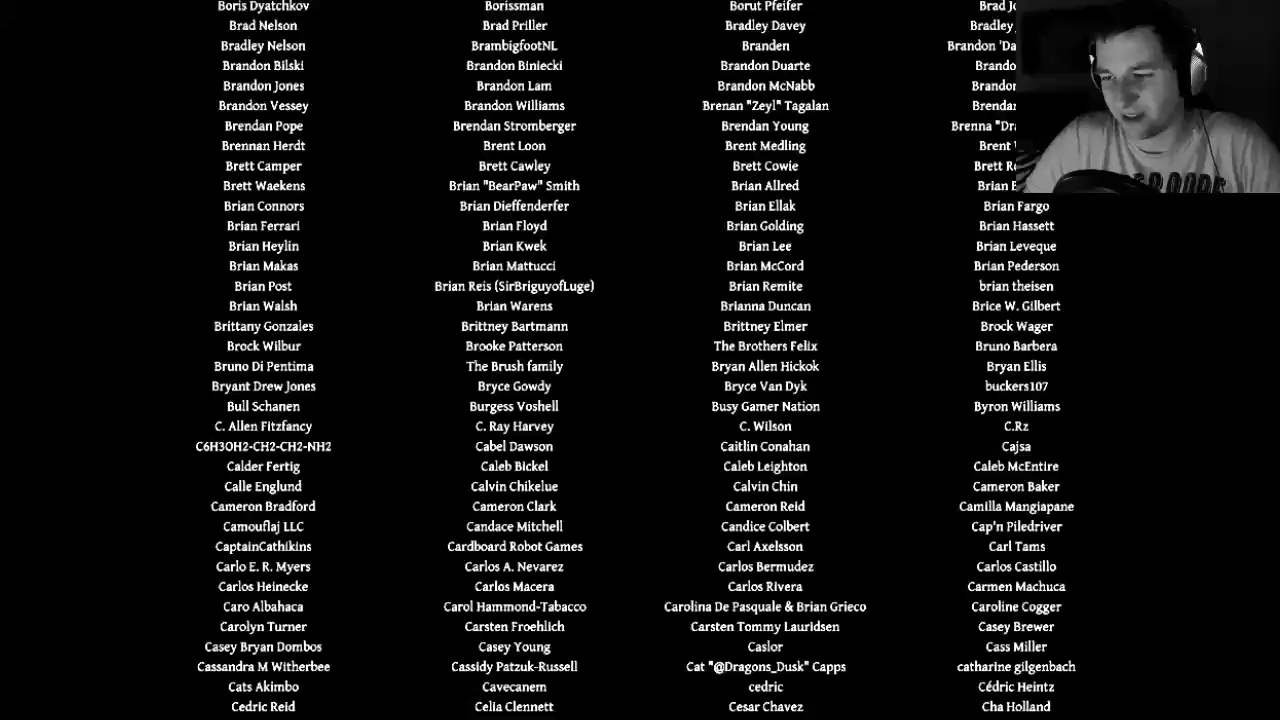 Boris Dyatchkov Borissman Borut Pfeifer Brad
Brad Nelson Brad Priller Bradley Davey Bradley
Bradley Nelson BrambigfootNL Branden Brandon
Brandon Bilski Brandon Biniecki Brandon Duarte
Brandon Jones Brandon Lam Brandon McNabb
Brandon Vessey Brandon Williams Brenan "Zeyl" Tagalan
Brendan Pope Brendan Stromberger Brendan Young Brenna
Brennan Herdt Brent Loon Brent Medling Brent
Brett Camper Brett Cawley Brett Cowie Brett
Brett Waekens Brian "BearPaw" Smith Brian Allred Brian
Brian Connors Brian Dieffenderfer Brian Ellak Brian Fargo
Brian Ferrari Brian Floyd Brian Golding Brian Hassett
Brian Heylin Brian Kwek Brian Lee Brian Leveque
Brian Makas Brian Mattucci Brian McCord Brian Pederson
Brian Post Brian Reis (SirBriguyofLuge) Brian Remite brian theisen
Brian Walsh Brian Warens Brianna Duncan Brice W. Gilbert
Brittany Gonzales Brittney Bartmann Brittney Elmer Brock Wager
Brock Wilbur Brooke Patterson The Brothers Felix Bruno Barbera
Bruno Di Pentima The Brush family Bryan Allen Hickok Bryan Ellis
Bryant Drew Jones Bryce Gowdy Bryce Van Dyk buckers107
Bull Schanen Burgess Voshell Busy Gamer Nation Byron Williams
C. Allen Fitzfancy C. Ray Harvey C. Wilson C.Rz
C6H3OH2-CH2-CH2-NH2 Cabel Dawson Caitlin Conahan Cajsa
Calder Fertig Caleb Bickel Caleb Leighton Caleb McEntire
Calle Englund Calvin Chikelue Calvin Chin Cameron Baker
Cameron Bradford Cameron Clark Cameron Reid Camilla Mangiapane
Camouflaj LLC Candace Mitchell Candice Colbert Cap'n Piledriver
CaptainCathikins Cardboard Robot Games Carl Axelsson Carl Tams
Carlo E. R. Myers Carlos A. Nevarez Carlos Bermudez Carlos Castillo
Carlos Heinecke Carlos Macera Carlos Rivera Carmen Machuca
Caro Albahaca Carol Hammond-Tabacco Carolina De Pasquale & Brian Grieco Caroline Cogger
Carolyn Turner Carsten Froehlich Carsten Tommy Lauridsen Casey Brewer
Casey Bryan Dombos Casey Young Caslor Cass Miller
Cassandra M Witherbee Cassidy Patzuk-Russell Cat "@Dragons_Dusk" Capps catharine gilgenbach
Cats Akimbo Cavecanem cedric Cédric Heintz
Cedric Reid Celia Clennett Cesar Chavez Cha Holland